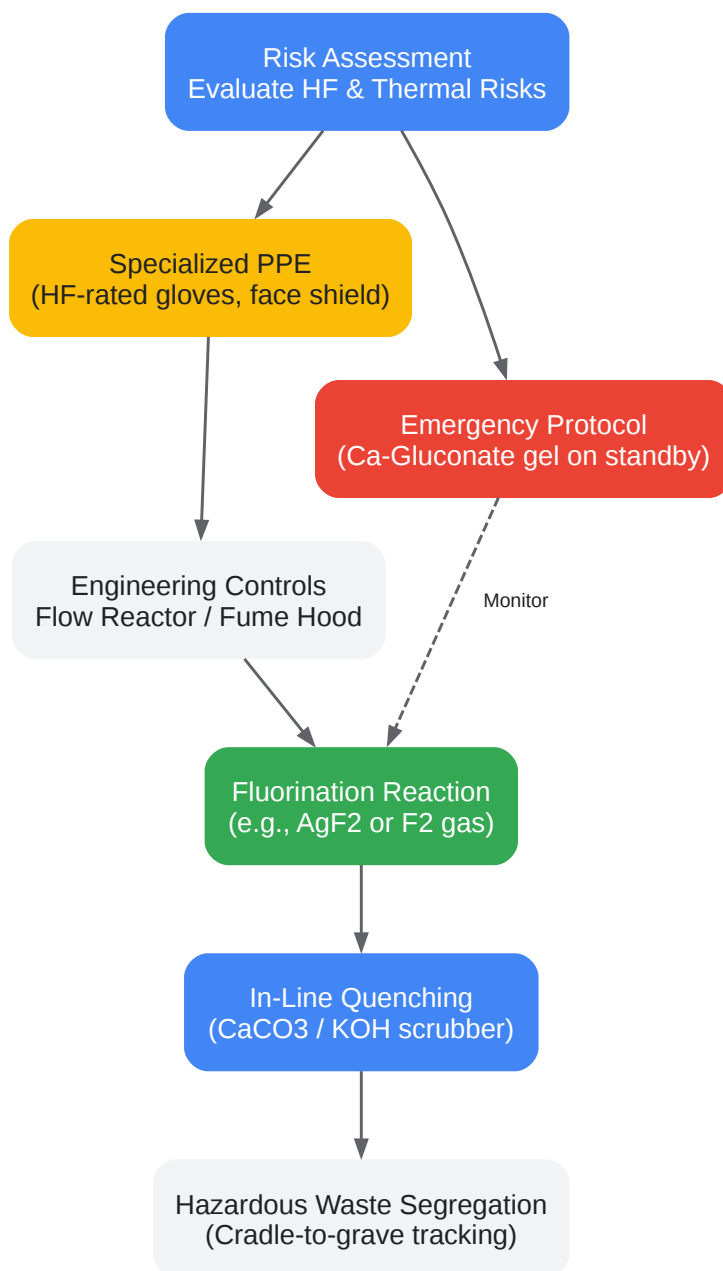 Risk Assessment
Evaluate HF & Thermal Risks
Specialized PPE
(HF-rated gloves, face shield)
Emergency Protocol
(Ca-Gluconate gel on standby)
Engineering Controls
Flow Reactor / Fume Hood
Monitor
Fluorination Reaction
(e.g., AgF2 or F2 gas)
In-Line Quenching
(CaCO3 / KOH scrubber)
Hazardous Waste Segregation
(Cradle-to-grave tracking)